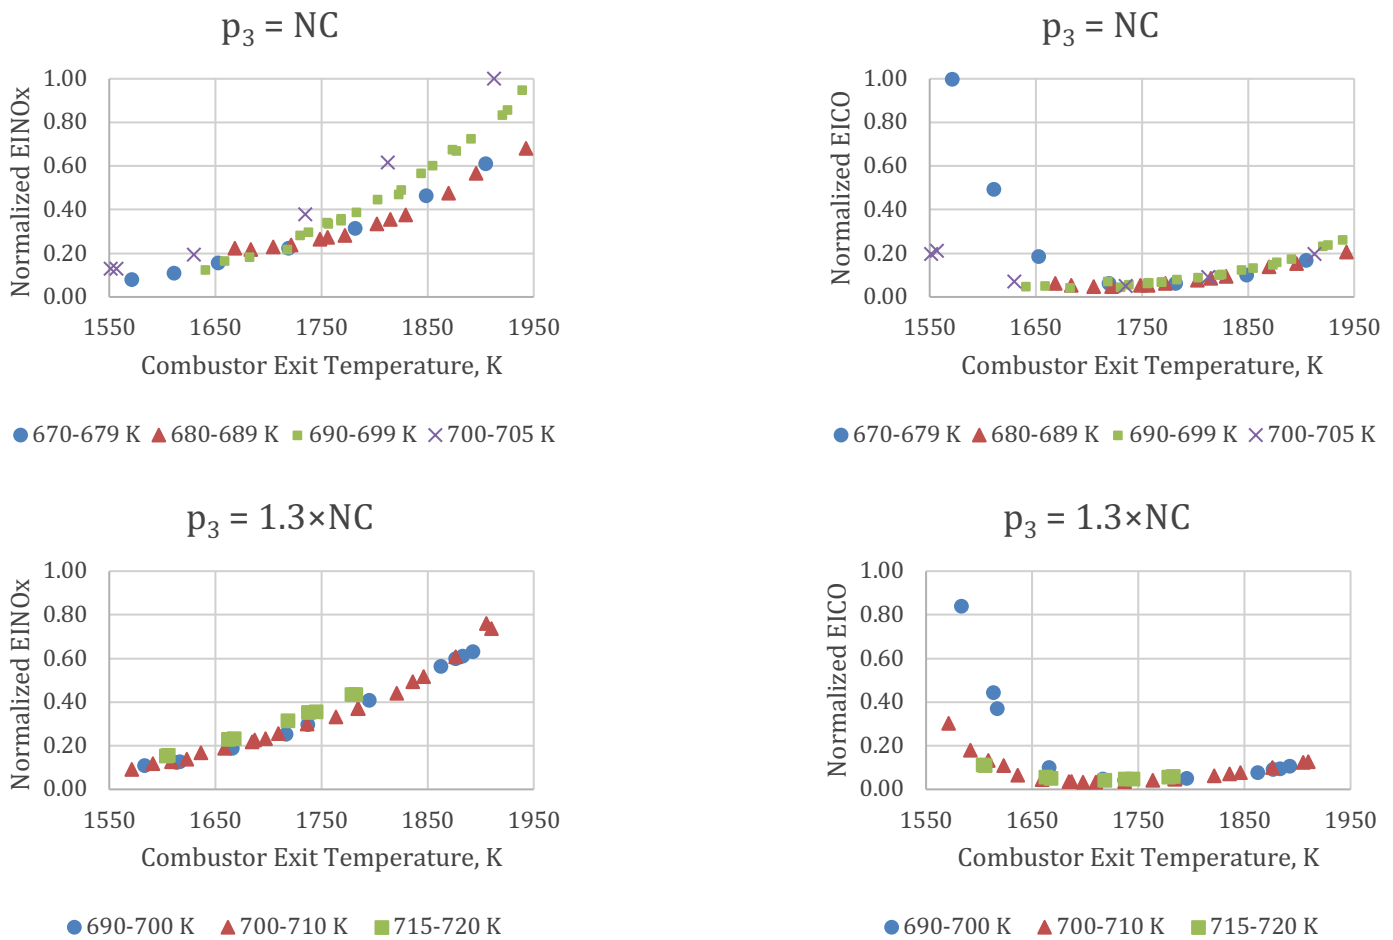 p3 = NC
Normalized EINOx
1.00
0.80
0.60
0.40
0.20
0.00
1550 1650 1750 1850 1950
Combustor Exit Temperature, K
670-679 K 680-689 K 690-699 K 700-705 K
p3 = NC
Normalized EICO
1.00
0.80
0.60
0.40
0.20
0.00
1550 1650 1750 1850 1950
Combustor Exit Temperature, K
670-679 K 680-689 K 690-699 K 700-705 K
p3 = 1.3×NC
Normalized EINOx
1.00
0.80
0.60
0.40
0.20
0.00
1550 1650 1750 1850 1950
Combustor Exit Temperature, K
690-700 K 700-710 K 715-720 K
p3 = 1.3×NC
Normalized EICO
1.00
0.80
0.60
0.40
0.20
0.00
1550 1650 1750 1850 1950
Combustor Exit Temperature, K
690-700 K 700-710 K 715-720 K